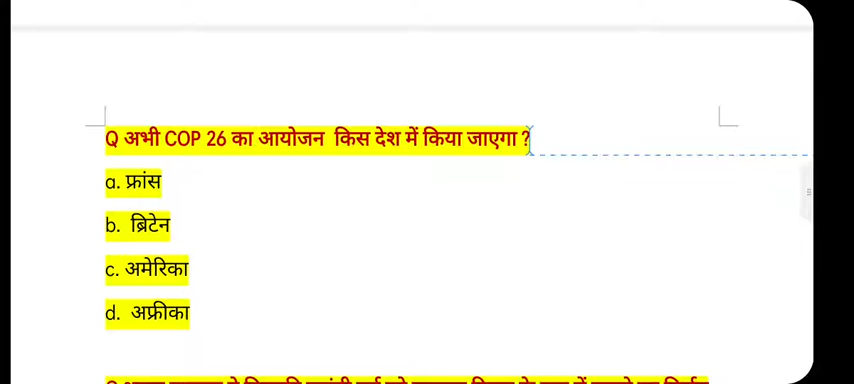 Q अभी COP 26 का आयोजन किस देश में किया जाएगा ?
a. फ्रांस
b. ब्रिटेन
c. अमेरिका
d. अफ्रीका